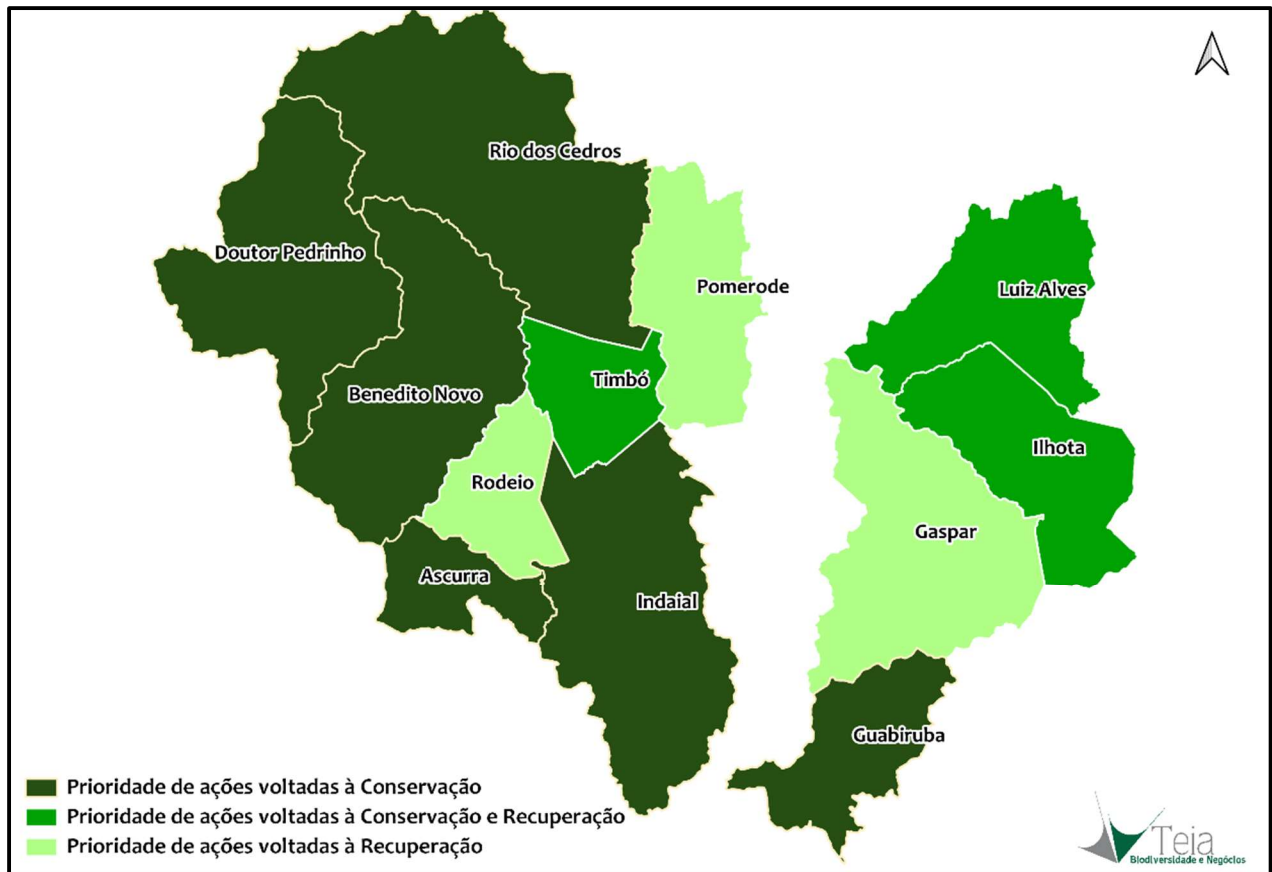 Rio dos Cedros
Doutor Pedrinho
Pomerode
Luiz Alves
Timbó
Benedito Novo
Ilhota
Rodeio
Gaspar
Ascurra
Indaial
Guabiruba
Prioridade de ações voltadas à Conservação
Prioridade de ações voltadas à Conservação e Recuperação
Prioridade de ações voltadas à Recuperação
Teia
Biodiversidade e Negócios